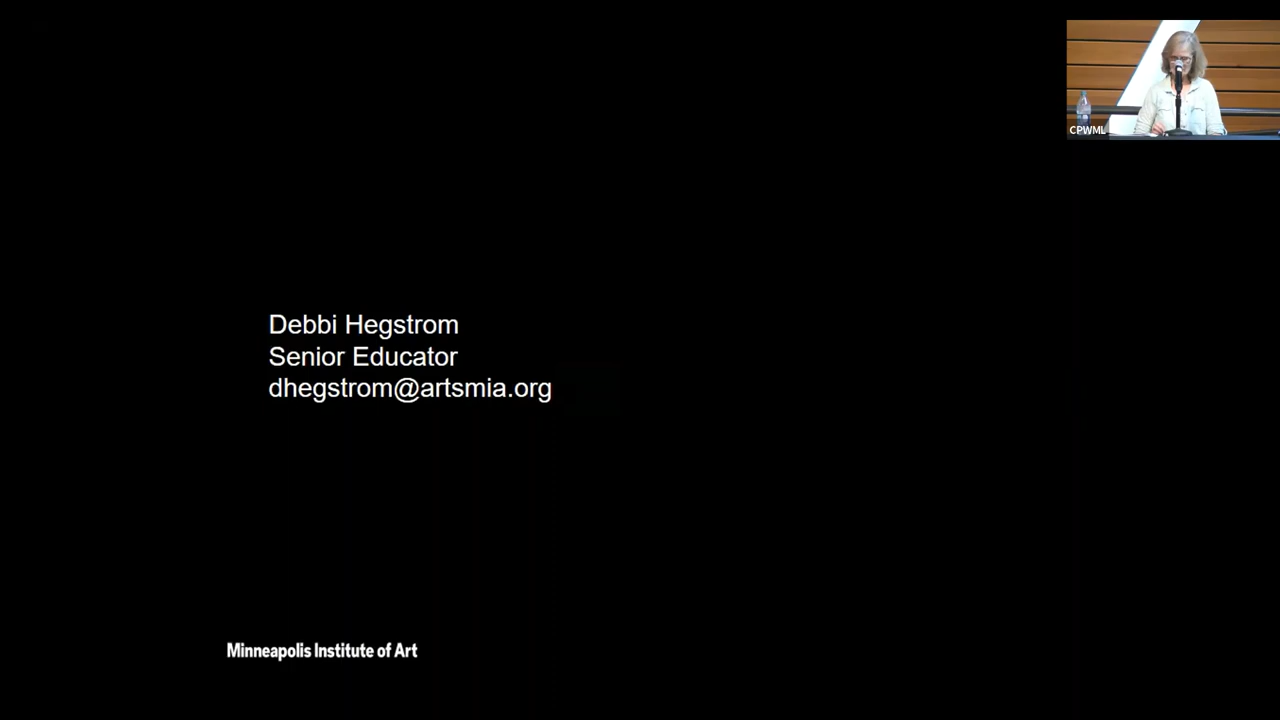 CPWML
Debbi Hegstrom
Senior Educator
dhegstrom@artsmia.org
Minneapolis Institute of Art